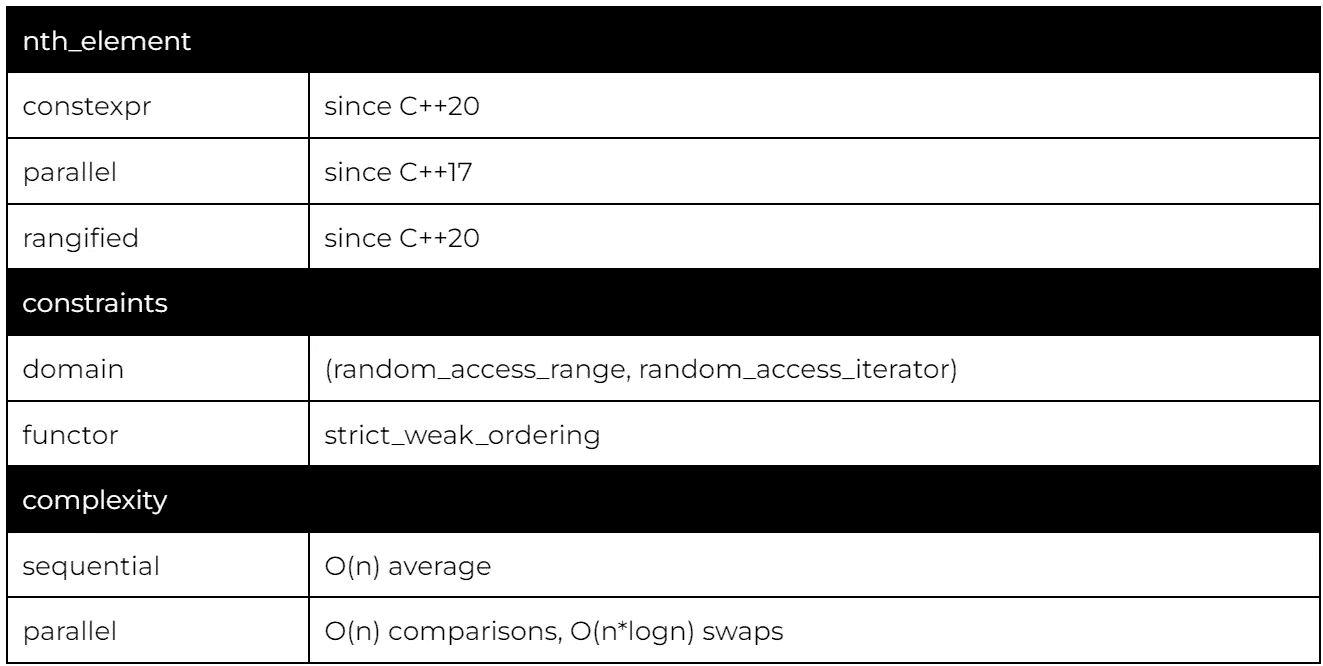 nth_element
constexpr since C++20
parallel since C++17
rangified since C++20
constraints
domain (random_access_range, random_access_iterator)
functor strict_weak_ordering
complexity
sequential O(n) average
parallel O(n) comparisons, O(n*logn) swaps